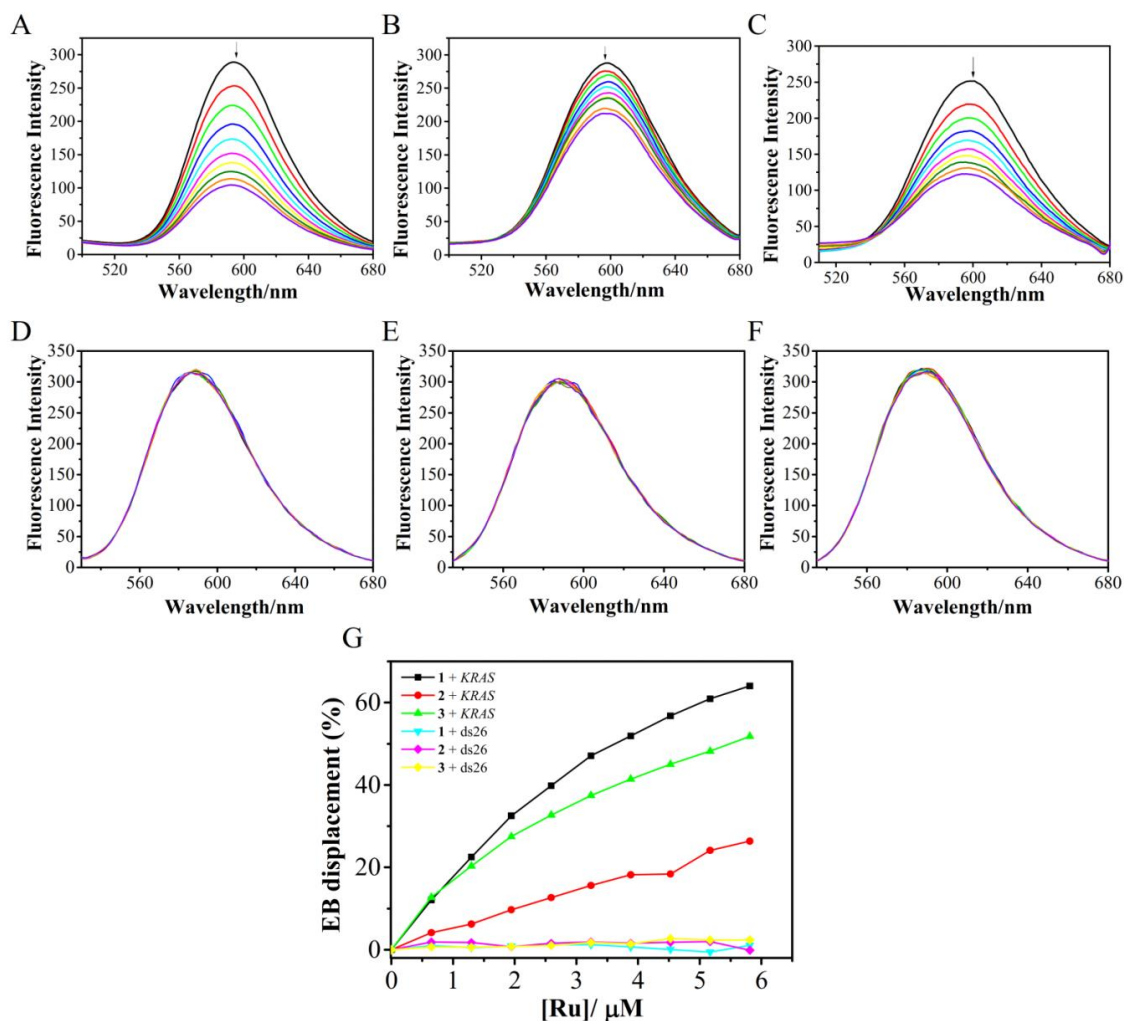 A
B
C
Fluorescence Intensity
300
250
200
150
100
50
0
520 560 600 640 680
Wavelength/nm
Fluorescence Intensity
300
250
200
150
100
50
0
520 560 600 640 680
Wavelength/nm
Fluorescence Intensity
300
250
200
150
100
50
0
520 560 600 640 680
Wavelength/nm
D
E
F
Fluorescence Intensity
350
300
250
200
150
100
50
0
560 600 640 680
Wavelength/nm
Fluorescence Intensity
350
300
250
200
150
100
50
0
560 600 640 680
Wavelength/nm
Fluorescence Intensity
350
300
250
200
150
100
50
0
560 600 640 680
Wavelength/nm
G
EB displacement (%)
60
40
20
0
1 + KRAS
2 + KRAS
3 + KRAS
1 + ds26
2 + ds26
3 + ds26
0 1 2 3 4 5 6
[Ru]/ μM